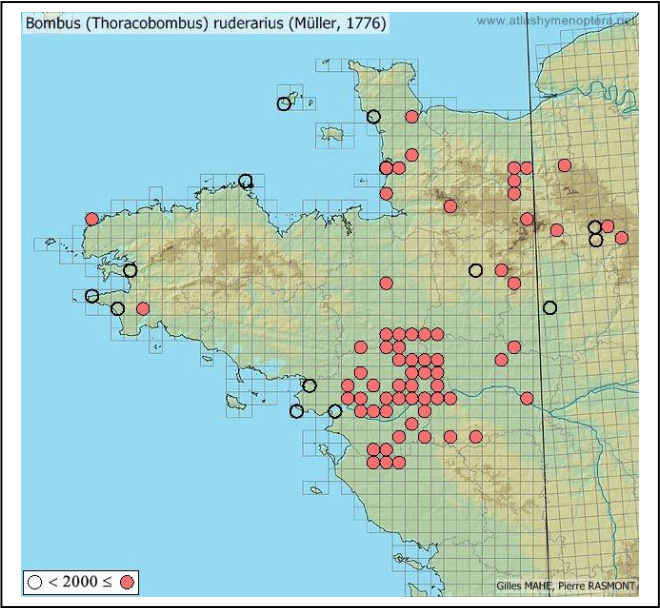 Bombus (Thoracobombus) ruderarius (Müller, 1776)
www.atlashymenoptera.net
< 2000 ≤
Gilles MAHE, Pierre RASMONT